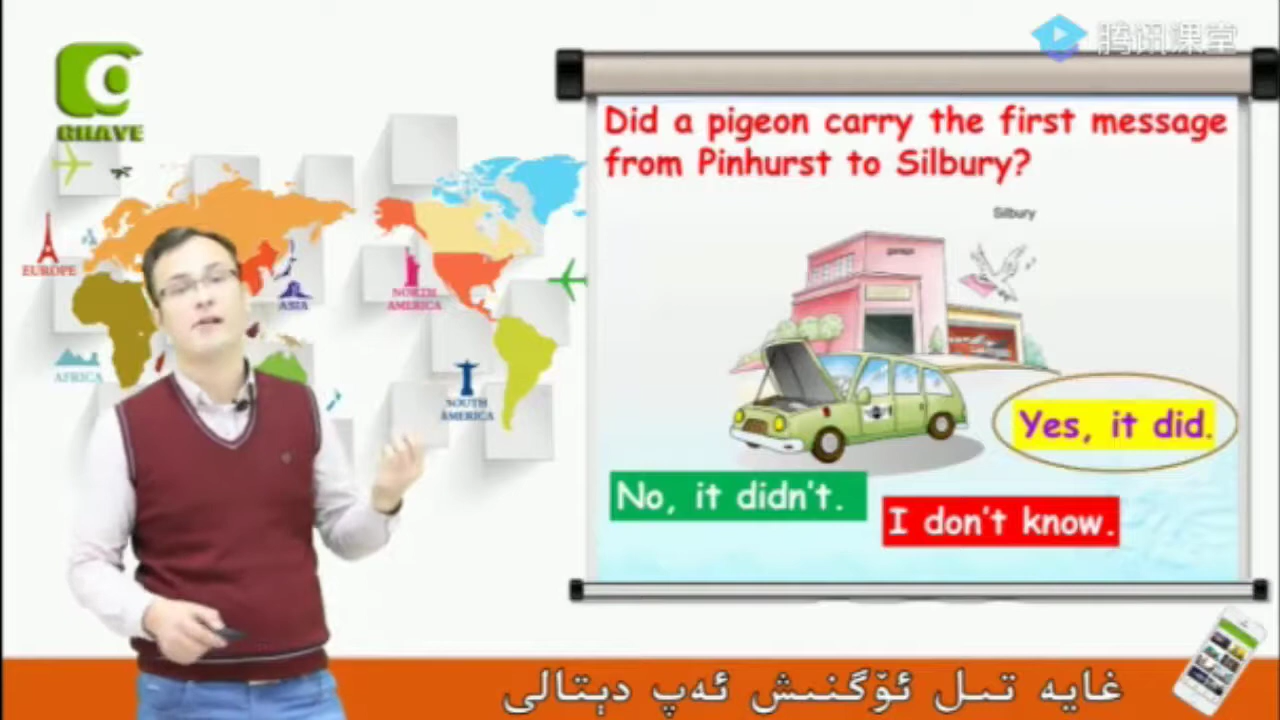 腾讯课堂
GHAVE
Did a pigeon carry the first message
from Pinhurst to Silbury?
Silbury
EUROPE
ASIA
NORTH
AMERICA
AFRICA
SOUTH
AMERICA
Yes, it did.
No, it didn't.
I don't know.
غايە تىل ئۆگىنىش ئەپ دېتالى